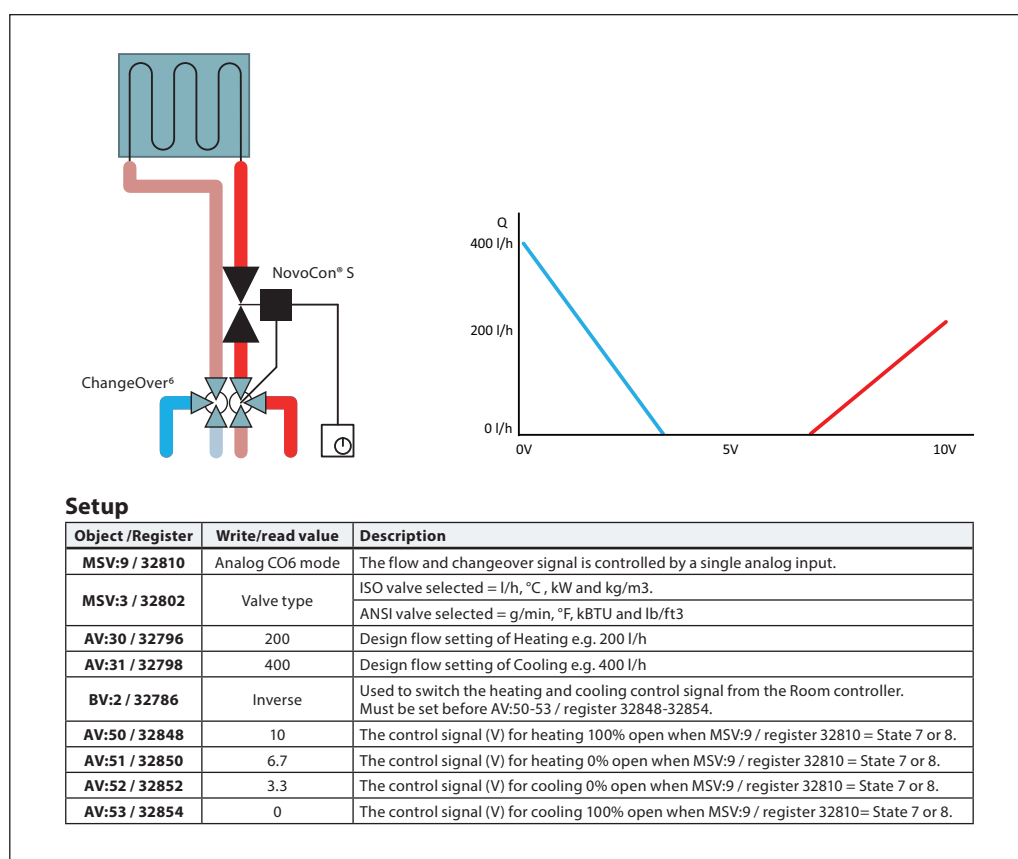 NovoCon® S
ChangeOver⁶
Q
400 l/h
200 l/h
0 l/h
0V 5V 10V
Setup
Object /Register Write/read value Description
MSV:9 / 32810 Analog CO6 mode The flow and changeover signal is controlled by a single analog input.
MSV:3 / 32802 Valve type ISO valve selected = l/h, °C , kW and kg/m3.
ANSI valve selected = g/min, °F, kBTU and lb/ft3
AV:30 / 32796 200 Design flow setting of Heating e.g. 200 l/h
AV:31 / 32798 400 Design flow setting of Cooling e.g. 400 l/h
BV:2 / 32786 Inverse Used to switch the heating and cooling control signal from the Room controller.
Must be set before AV:50-53 / register 32848-32854.
AV:50 / 32848 10 The control signal (V) for heating 100% open when MSV:9 / register 32810 = State 7 or 8.
AV:51 / 32850 6.7 The control signal (V) for heating 0% open when MSV:9 / register 32810 = State 7 or 8.
AV:52 / 32852 3.3 The control signal (V) for cooling 0% open when MSV:9 / register 32810 = State 7 or 8.
AV:53 / 32854 0 The control signal (V) for cooling 100% open when MSV:9 / register 32810= State 7 or 8.